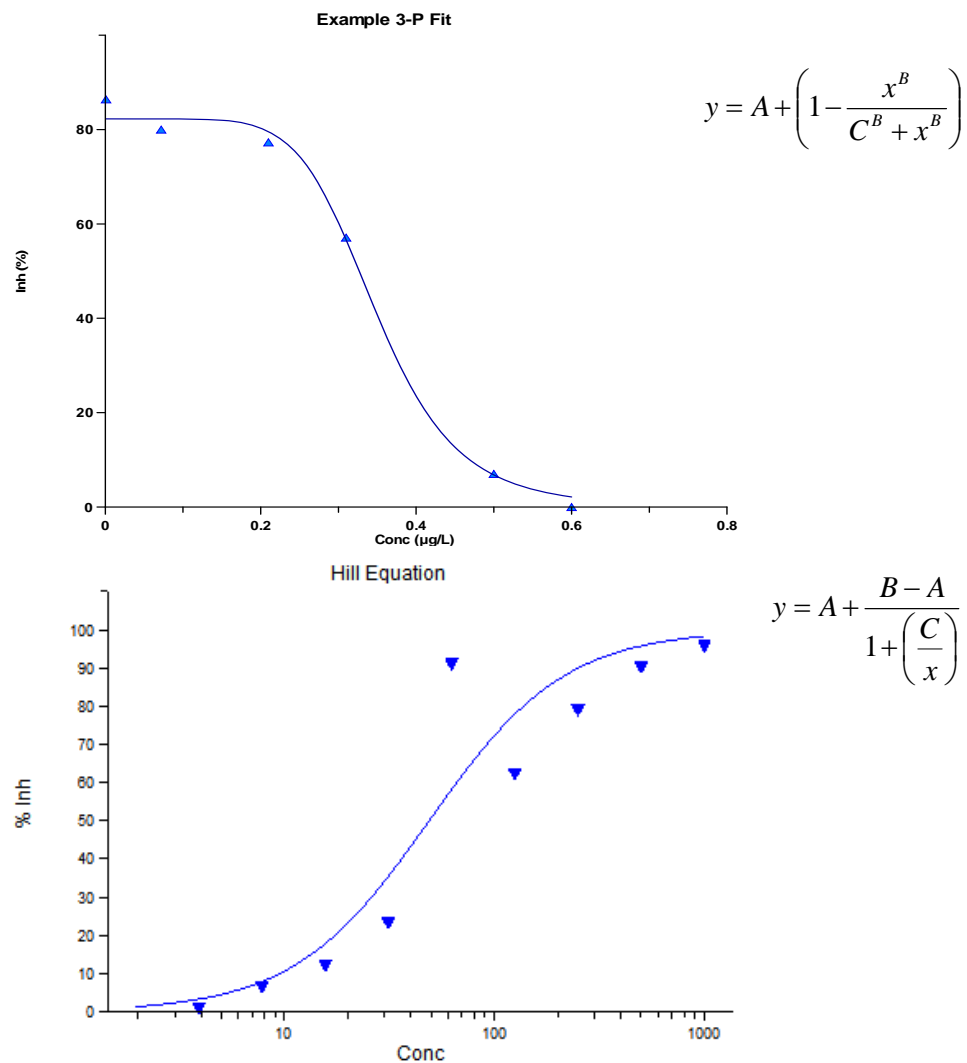 Example 3-P Fit
y = A + (1 - x^B / (C^B + x^B))
80
60
40
20
0
Inh (%)
0 0.2 0.4 0.6 0.8
Conc (µg/L)
Hill Equation
y = A + (B - A) / (1 + (C / x))
100
90
80
70
60
50
40
30
20
10
0
% Inh
10 100 1000
Conc